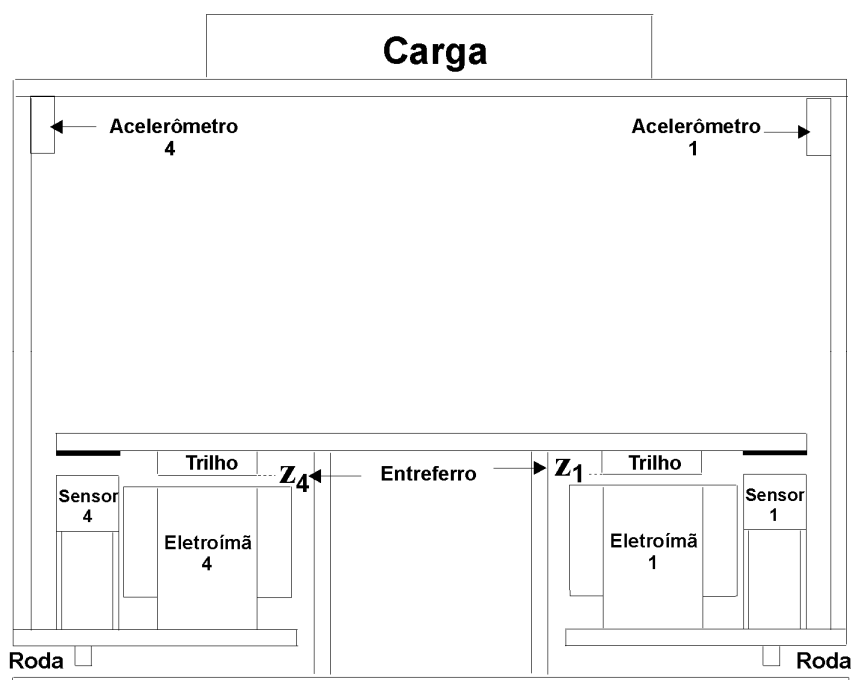 Carga
Acelerômetro
4
Acelerômetro
1
Trilho
z4
Entreferro
z1
Trilho
Sensor
4
Eletroímã
4
Eletroímã
1
Sensor
1
Roda
Roda